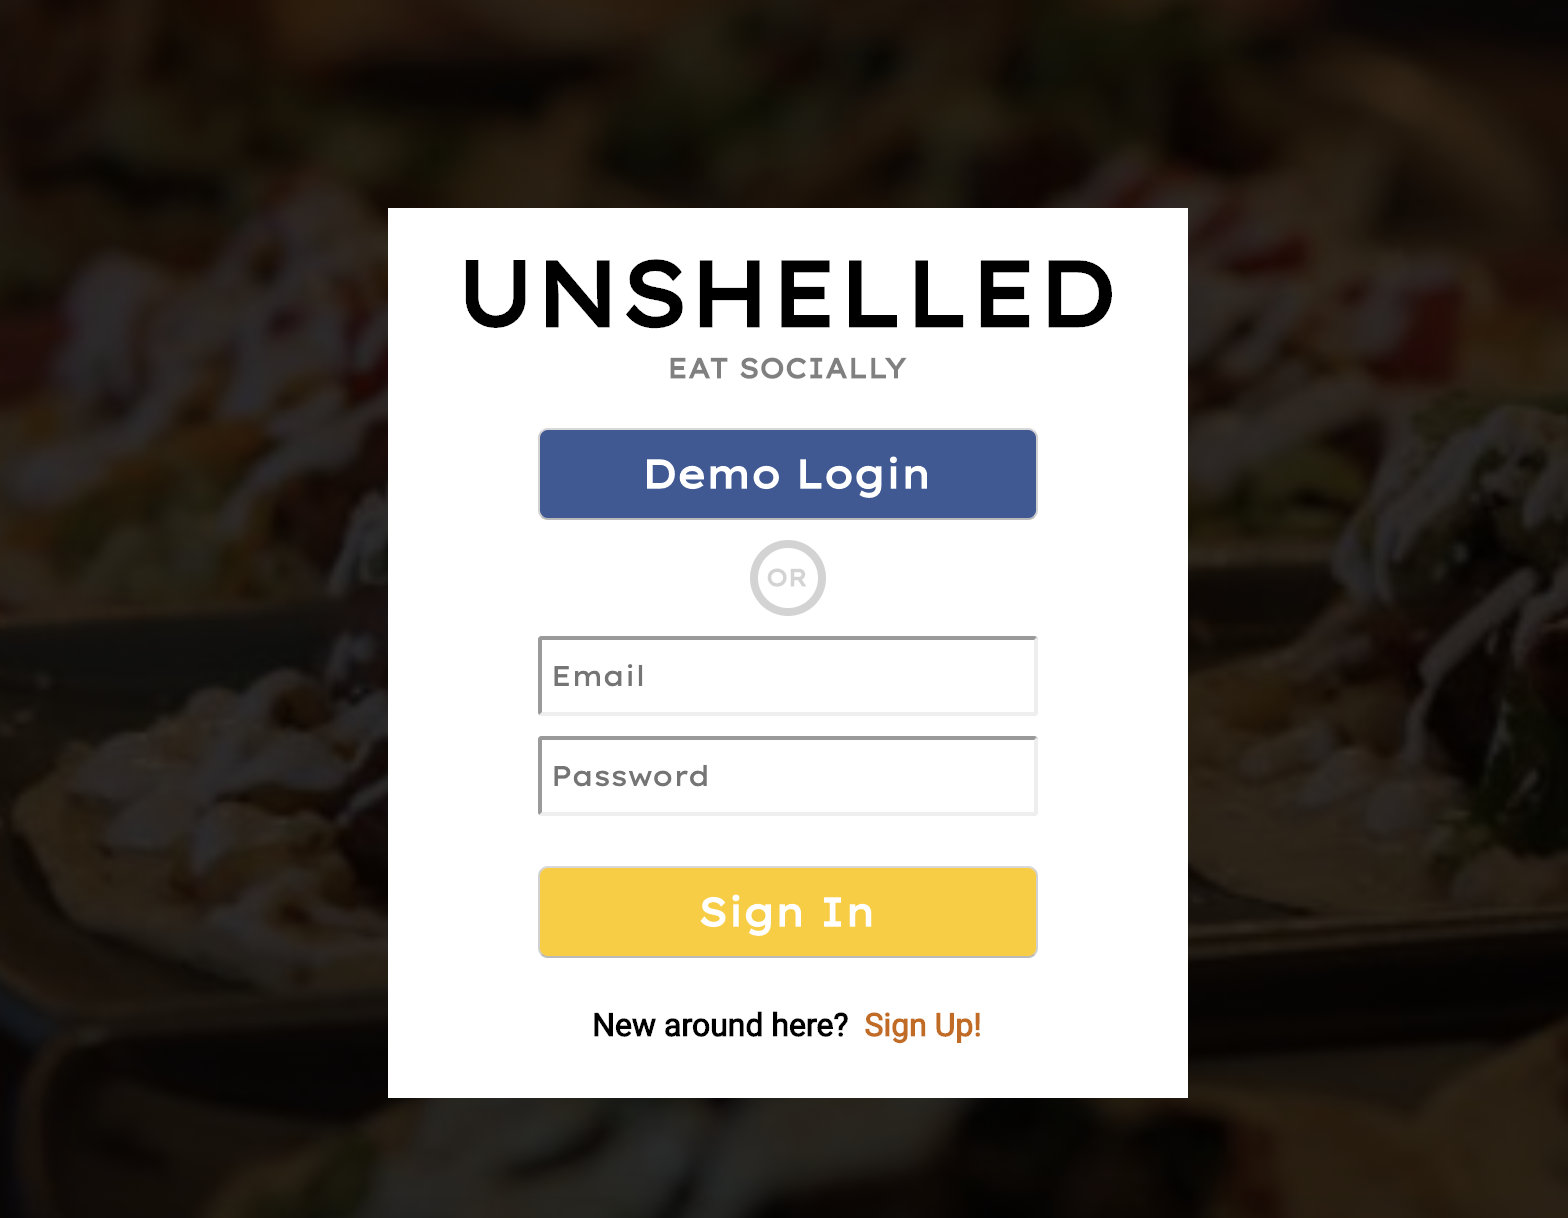 UNSHELLED
EAT SOCIALLY
Demo Login
OR
Email
Password
Sign In
New around here? Sign Up!